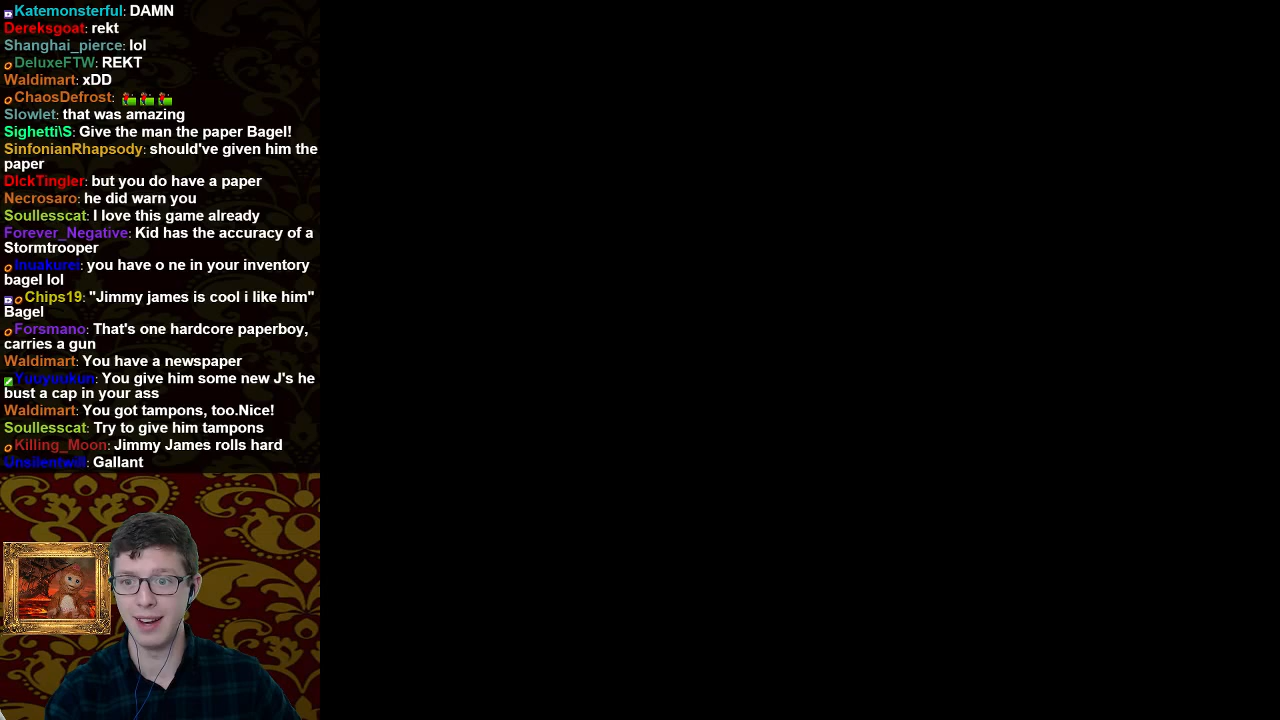 Katemonsterful: DAMN
Dereksgoat: rekt
Shanghai_pierce: lol
DeluxeFTW: REKT
Waldimart: xDD
ChaosDefrost:
Slowlet: that was amazing
Sighetti\S: Give the man the paper Bagel!
SinfonianRhapsody: should've given him the
paper
DIckTingler: but you do have a paper
Necrosaro: he did warn you
Soullesscat: I love this game already
Forever_Negative: Kid has the accuracy of a
Stormtrooper
Inuakurei: you have o ne in your inventory
bagel lol
Chips19: "Jimmy james is cool i like him"
Bagel
Forsmano: That's one hardcore paperboy,
carries a gun
Waldimart: You have a newspaper
Yuuyuukun: You give him some new J's he
bust a cap in your ass
Waldimart: You got tampons, too.Nice!
Soullesscat: Try to give him tampons
Killing_Moon: Jimmy James rolls hard
Unsilentwill: Gallant